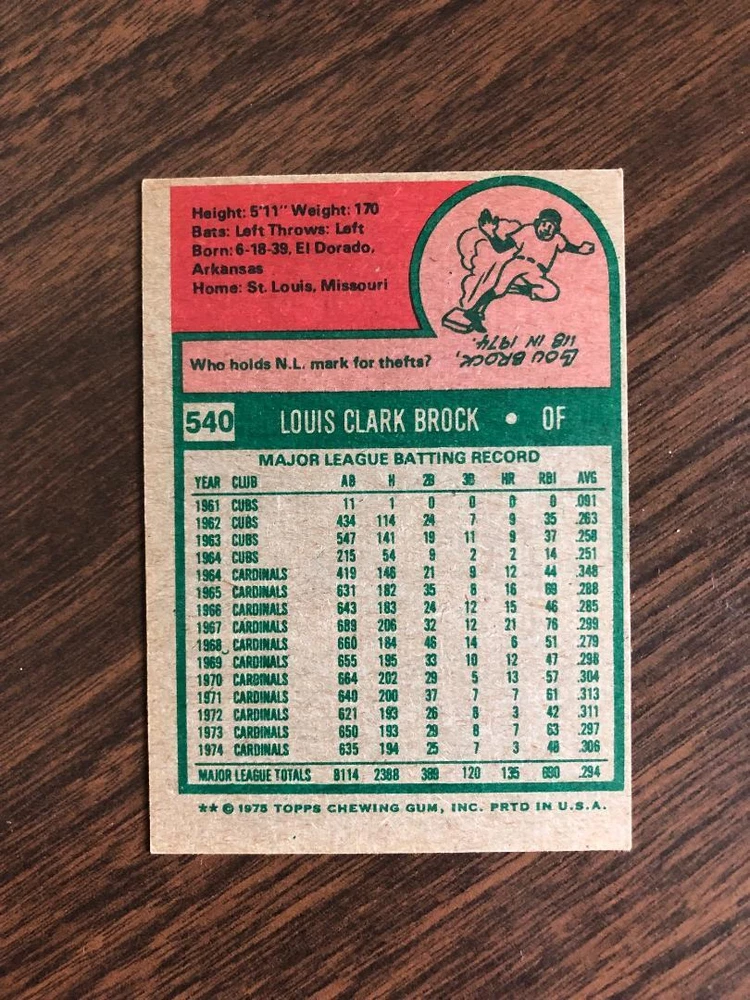 Height: 5'11" Weight: 170
Bats: Left Throws: Left
Born: 6-18-39, El Dorado,
Arkansas
Home: St. Louis, Missouri
Who holds N.L. mark for thefts?
LOU BROCK,
118 IN 1974.
540 LOUIS CLARK BROCK • OF
MAJOR LEAGUE BATTING RECORD
YEAR CLUB AB H 2B 3B HR RBI AVG
1961 CUBS 11 1 0 0 0 0 .091
1962 CUBS 434 114 24 7 9 35 .263
1963 CUBS 547 141 19 11 9 37 .258
1964 CUBS 215 54 9 2 2 14 .251
1964 CARDINALS 419 146 21 9 12 44 .348
1965 CARDINALS 631 182 35 8 16 69 .288
1966 CARDINALS 643 183 24 12 15 46 .285
1967 CARDINALS 689 206 32 12 21 76 .299
1968 CARDINALS 660 184 46 14 6 51 .279
1969 CARDINALS 655 195 33 10 12 47 .298
1970 CARDINALS 664 202 29 5 13 57 .304
1971 CARDINALS 640 200 37 7 7 61 .313
1972 CARDINALS 621 193 26 8 3 42 .311
1973 CARDINALS 650 193 29 8 7 63 .297
1974 CARDINALS 635 194 25 7 3 48 .306
MAJOR LEAGUE TOTALS 8114 2388 389 120 135 690 .294
** © 1975 TOPPS CHEWING GUM, INC. PRTD IN U.S.A.